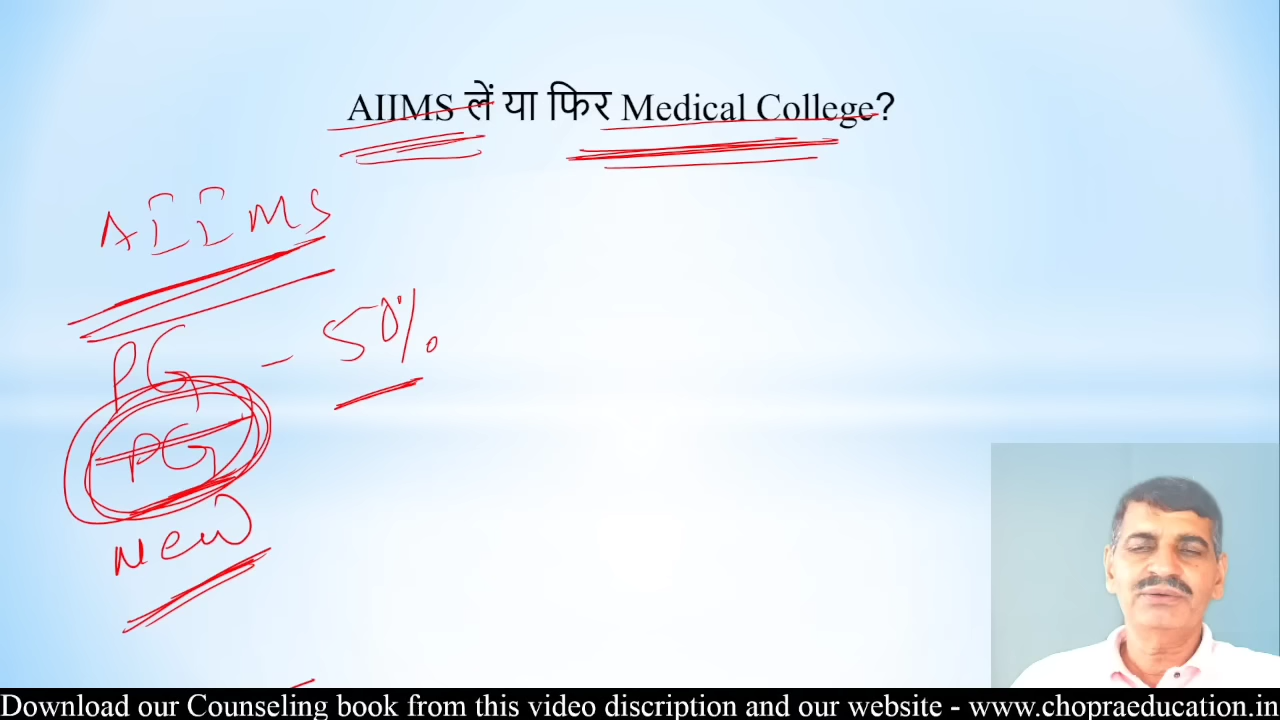 AIIMS लें या फिर Medical College?
AIIMS
PG - 50%
PG
New
Download our Counseling book from this video discription and our website - www.chopraeducation.in